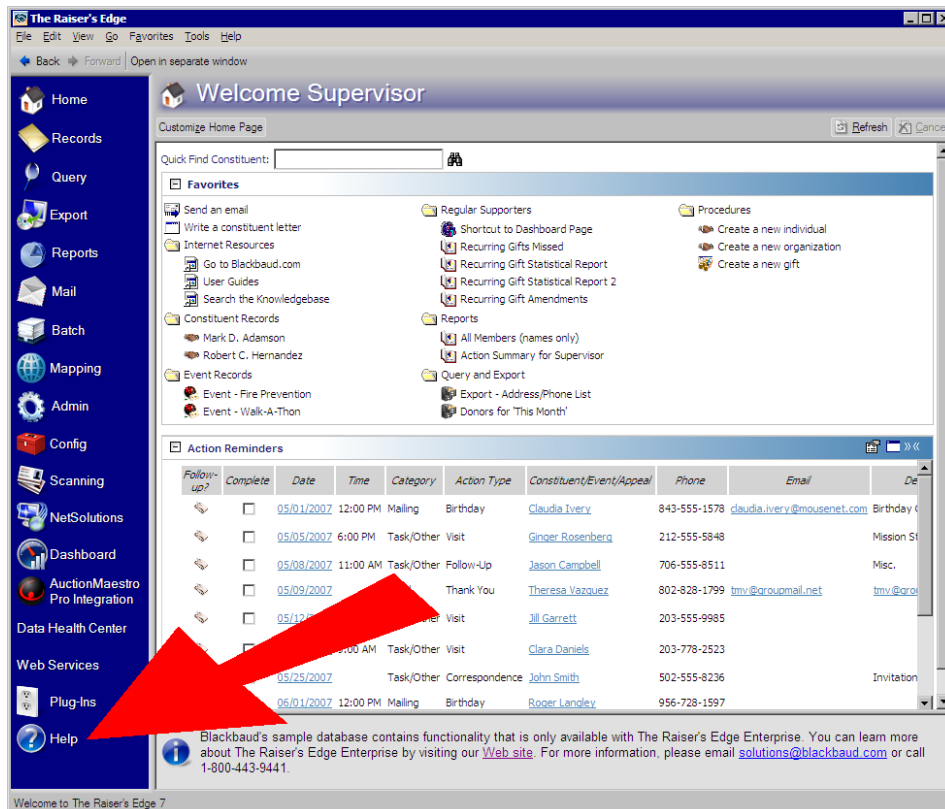 The Raiser's Edge
File Edit View Go Favorites Tools Help
Back Forward Open in separate window
Home
Records
Query
Export
Reports
Mail
Batch
Mapping
Admin
Config
Scanning
NetSolutions
Dashboard
AuctionMaestro
Pro Integration
Data Health Center
Web Services
Plug-Ins
Help
Welcome Supervisor
Customize Home Page Refresh Cance
Quick Find Constituent:
Favorites
Send an email
Write a constituent letter
Internet Resources
Go to Blackbaud.com
User Guides
Search the Knowledgebase
Constituent Records
Mark D. Adamson
Robert C. Hernandez
Event Records
Event - Fire Prevention
Event - Walk-A-Thon
Regular Supporters
Shortcut to Dashboard Page
Recurring Gifts Missed
Recurring Gift Statistical Report
Recurring Gift Statistical Report 2
Recurring Gift Amendments
Reports
All Members (names only)
Action Summary for Supervisor
Query and Export
Export - Address/Phone List
Donors for 'This Month'
Procedures
Create a new individual
Create a new organization
Create a new gift
Action Reminders
Follow-up? Complete Date Time Category Action Type Constituent/Event/Appeal Phone Email De
05/01/2007 12:00 PM Mailing Birthday Claudia Ivery 843-555-1578 claudia.ivery@mousenet.com Birthday
05/05/2007 6:00 PM Task/Other Visit Ginger Rosenberg 212-555-5848 Mission St
05/08/2007 11:00 AM Task/Other Follow-Up Jason Campbell 706-555-8511 Misc.
05/09/2007 Thank You Theresa Vazquez 802-828-1799 tmv@groupmail.net tmv@grou
05/12 Visit Jill Garrett 203-555-9985
AM Task/Other Visit Clara Daniels 203-778-2523
05/25/2007 Task/Other Correspondence John Smith 502-555-8236 Invitation
06/01/2007 12:00 PM Mailing Birthday Roger Langley 956-728-1597
Blackbaud's sample database contains functionality that is only available with The Raiser's Edge Enterprise. You can learn more
about The Raiser's Edge Enterprise by visiting our Web site. For more information, please email solutions@blackbaud.com or call
1-800-443-9441.
Welcome to The Raiser's Edge 7